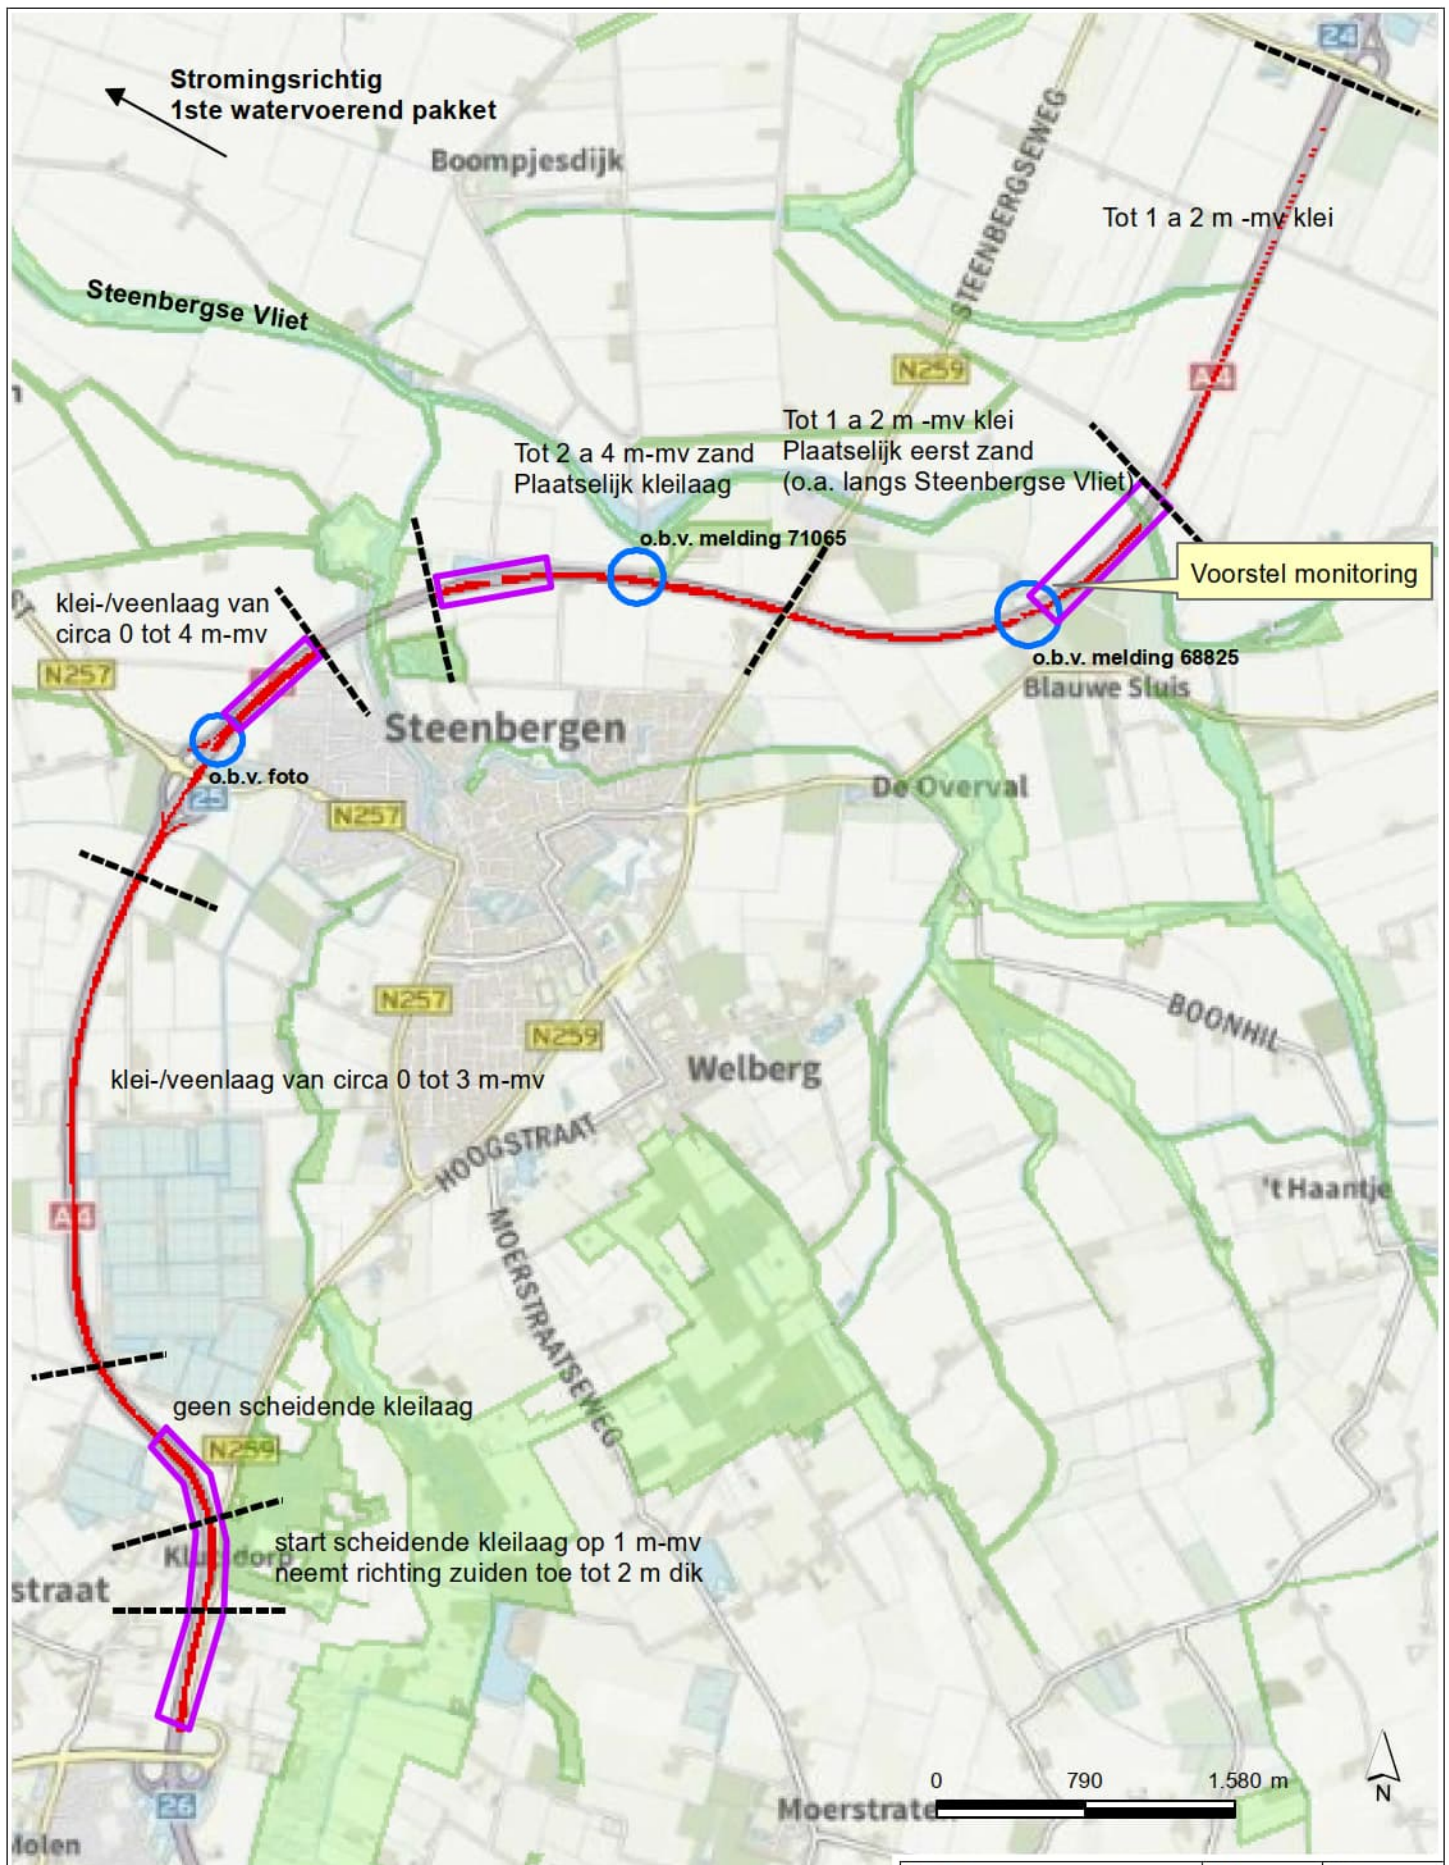 24
Stromingsrichtig
1ste watervoerend pakket
Boompjesdijk
STEENBERGSEWEG
Tot 1 a 2 m -mv klei
Steenbergse Vliet
N259
A4
Tot 1 a 2 m -mv klei
Plaatselijk eerst zand
(o.a. langs Steenbergse Vliet)
Tot 2 a 4 m-mv zand
Plaatselijk kleilaag
o.b.v. melding 71065
Voorstel monitoring
klei-/veenlaag van
circa 0 tot 4 m-mv
N257
o.b.v. melding 68825
Blauwe Sluis
Steenbergen
o.b.v. foto
N257
De Overval
N257
N259
BOONHIL
Welberg
klei-/veenlaag van circa 0 tot 3 m-mv
HOOGSTRAAT
't Haantje
A4
MOERSTRAATSEWEG
geen scheidende kleilaag
N259
start scheidende kleilaag op 1 m-mv
neemt richting zuiden toe tot 2 m dik
straat
0 790 1.580 m
N
26
Molen